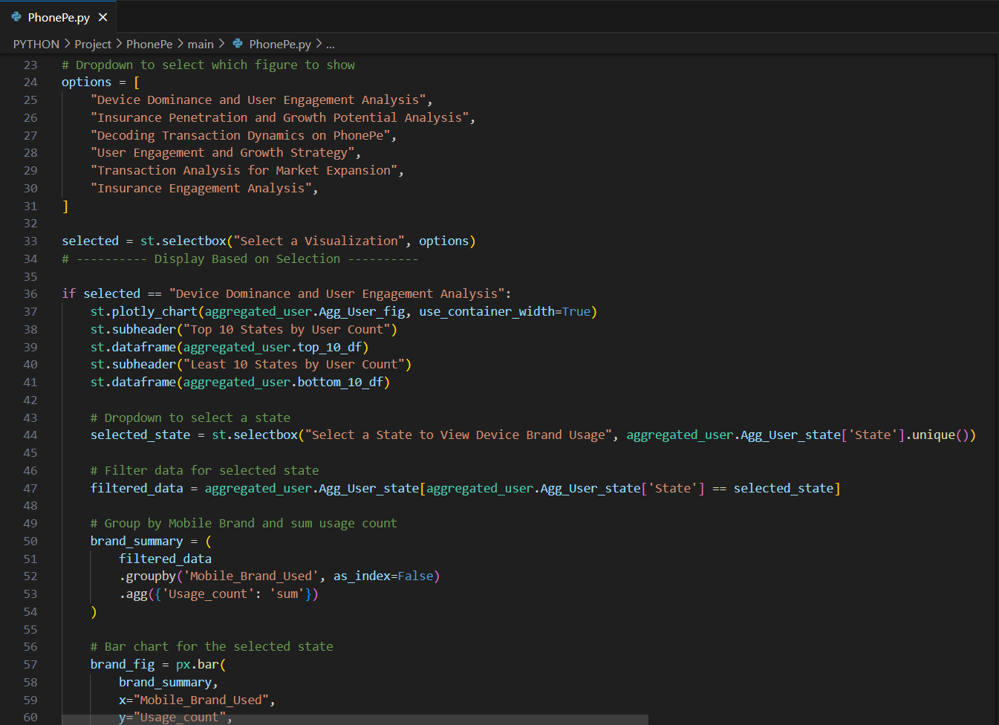 PhonePe.py
PYTHON > Project > PhonePe > main > PhonePe.py > ...
23 # Dropdown to select which figure to show
24 options = [
25     "Device Dominance and User Engagement Analysis",
26     "Insurance Penetration and Growth Potential Analysis",
27     "Decoding Transaction Dynamics on PhonePe",
28     "User Engagement and Growth Strategy",
29     "Transaction Analysis for Market Expansion",
30     "Insurance Engagement Analysis",
31 ]
32
33 selected = st.selectbox("Select a Visualization", options)
34 # ---------- Display Based on Selection ----------
35
36 if selected == "Device Dominance and User Engagement Analysis":
37     st.plotly_chart(aggregated_user.Agg_User_fig, use_container_width=True)
38     st.subheader("Top 10 States by User Count")
39     st.dataframe(aggregated_user.top_10_df)
40     st.subheader("Least 10 States by User Count")
41     st.dataframe(aggregated_user.bottom_10_df)
42
43     # Dropdown to select a state
44     selected_state = st.selectbox("Select a State to View Device Brand Usage", aggregated_user.Agg_User_state['State'].unique())
45
46     # Filter data for selected state
47     filtered_data = aggregated_user.Agg_User_state[aggregated_user.Agg_User_state['State'] == selected_state]
48
49     # Group by Mobile Brand and sum usage count
50     brand_summary = (
51         filtered_data
52         .groupby('Mobile_Brand_Used', as_index=False)
53         .agg({'Usage_count': 'sum'})
54     )
55
56     # Bar chart for the selected state
57     brand_fig = px.bar(
58         brand_summary,
59         x="Mobile_Brand_Used",
60         y="Usage_count",